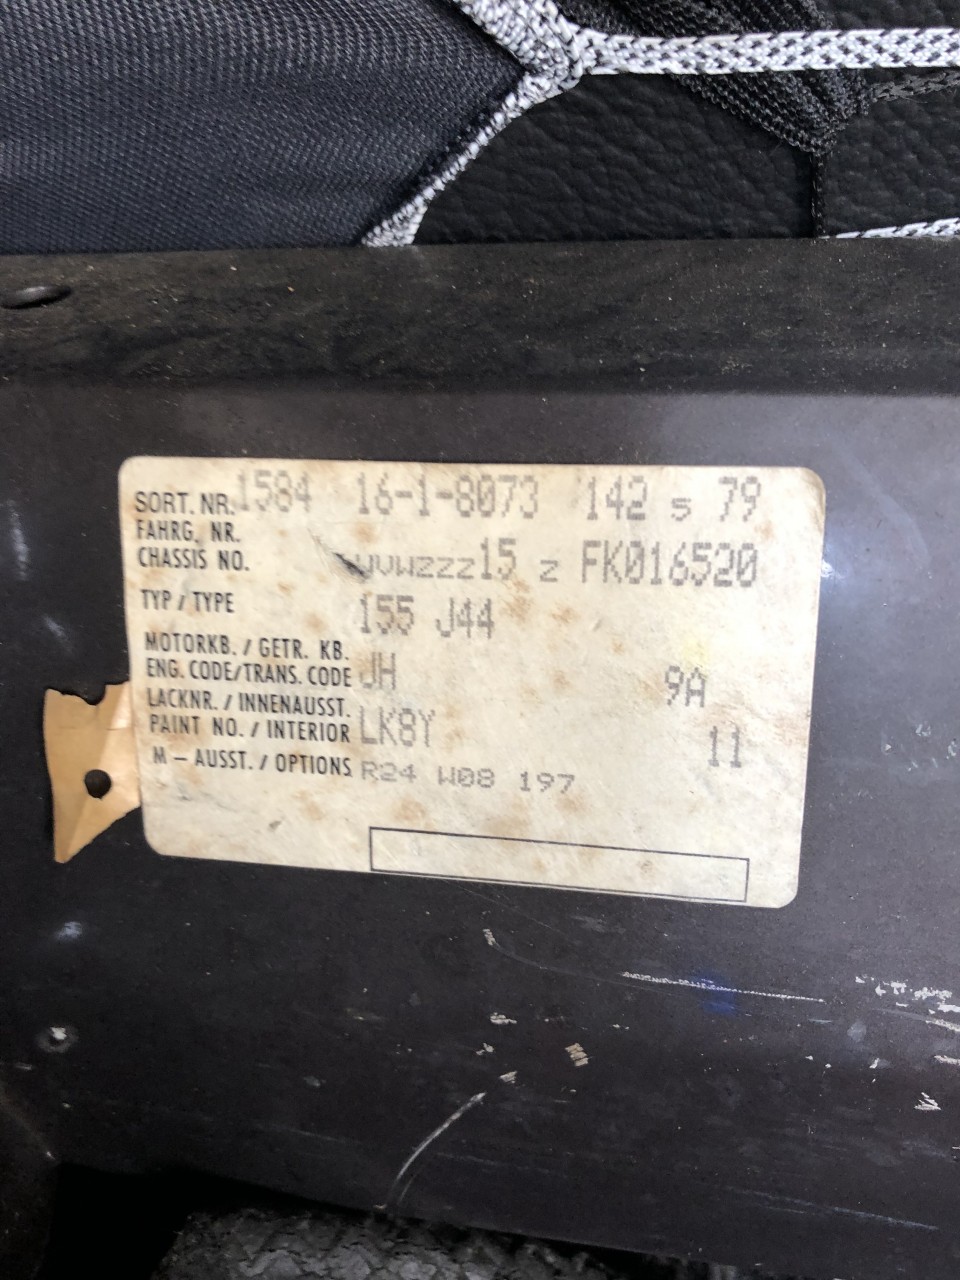 SORT. NR. 1584 16-1-8073 142 s 79
FAHRG. NR.
CHASSIS NO. WVWZZZ15 Z FK016520
TYP / TYPE 155 J44
MOTORKB. / GETR. KB.
ENG. CODE/TRANS. CODE JH 9A
LACKNR. / INNENAUSST.
PAINT NO. / INTERIOR LK8Y 11
M – AUSST. / OPTIONS R24 W08 197